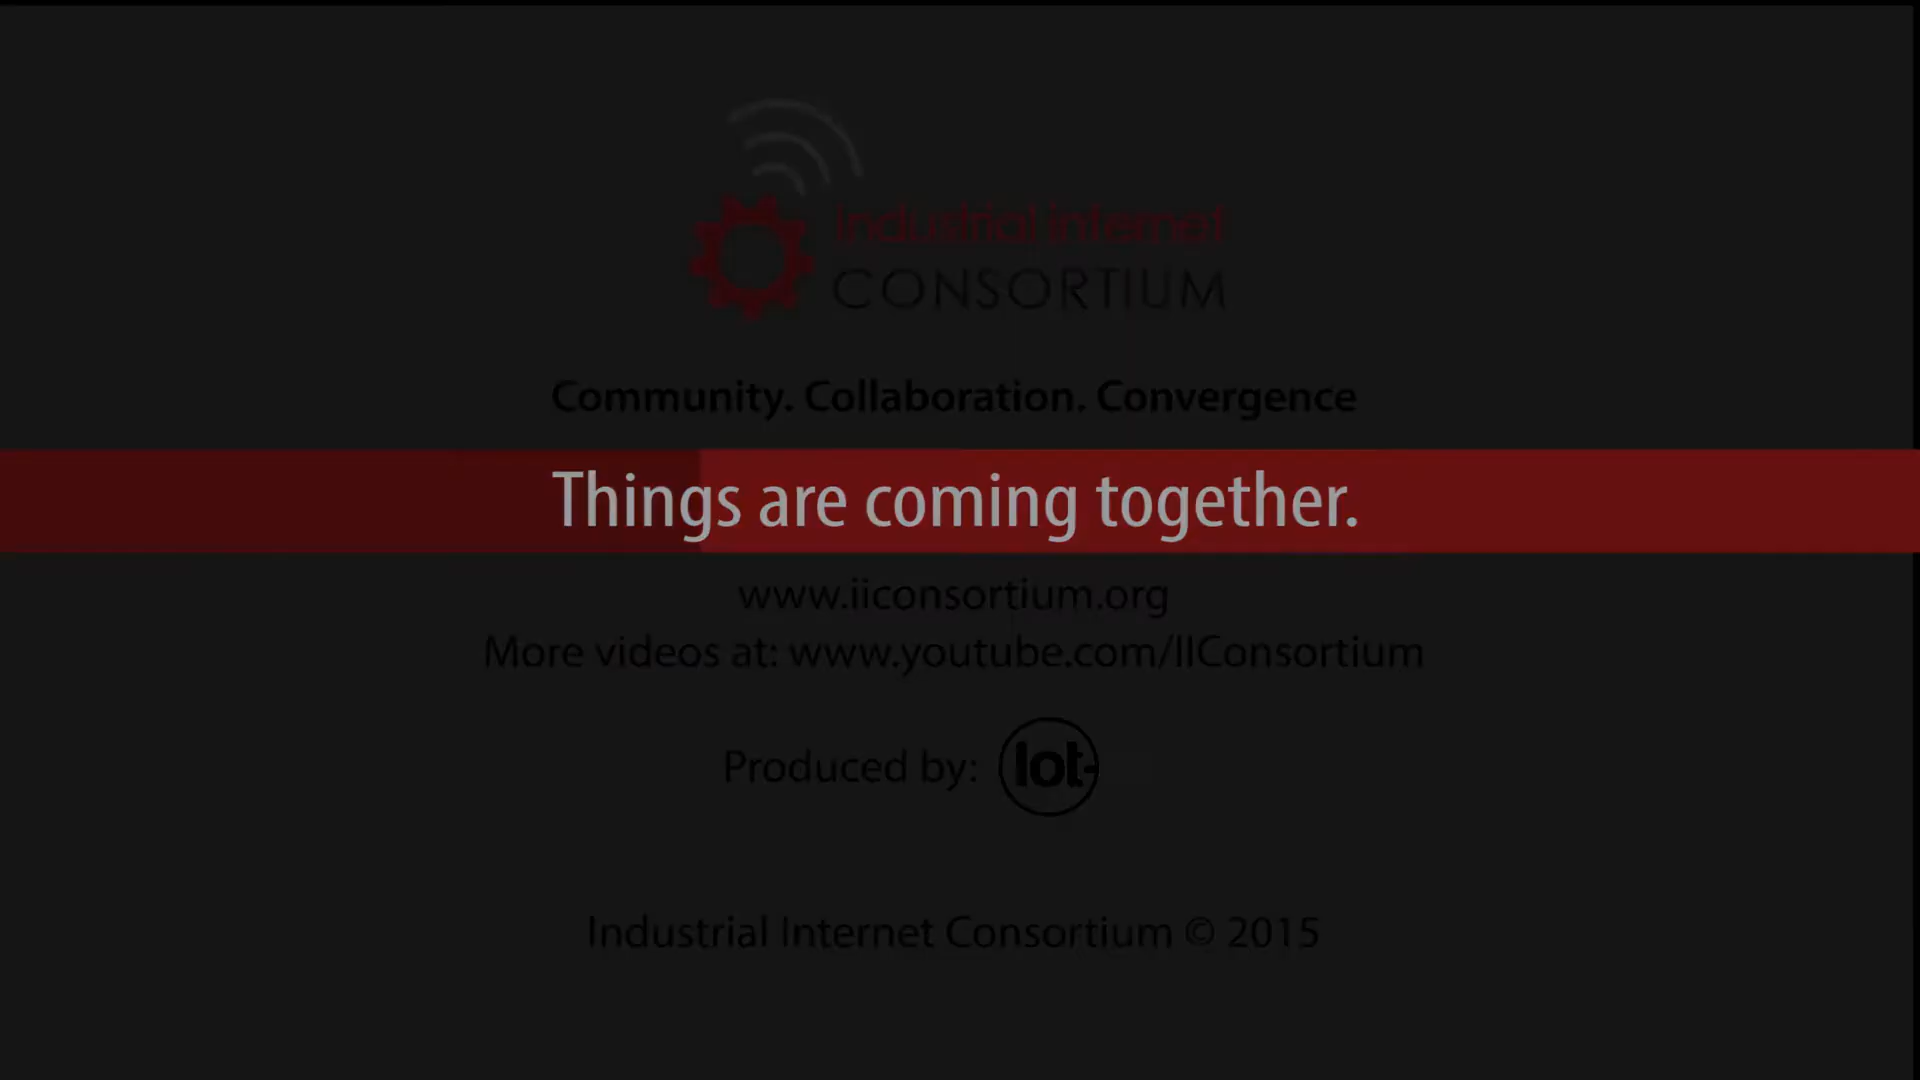 industrial internet
CONSORTIUM
Community. Collaboration. Convergence
Things are coming together.
www.iiconsortium.org
More videos at: www.youtube.com/IIConsortium
Produced by: lot-
Industrial Internet Consortium © 2015